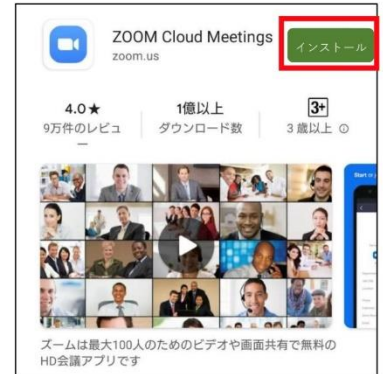 ZOOM Cloud Meetings
zoom.us
インストール
4.0★
9万件のレビュ
ー
1億以上
ダウンロード数
3+
3 歳以上
ズームは最大100人のためのビデオや画面共有で無料の
HD会議アプリです